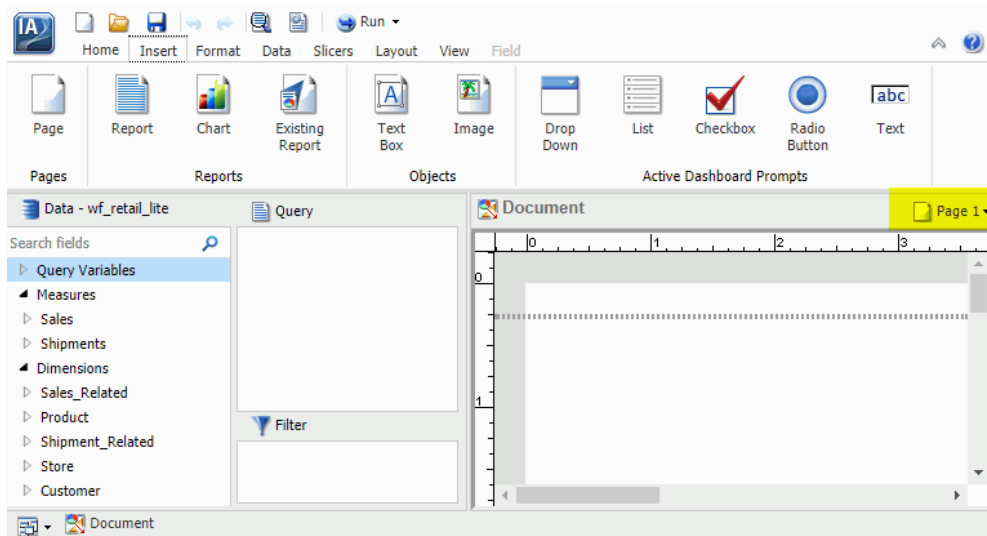 IA
Run
Home Insert Format Data Slicers Layout View Field
Page
Report
Chart
Existing
Report
Text
Box
Image
Drop
Down
List
Checkbox
Radio
Button
abc
Text
Pages
Reports
Objects
Active Dashboard Prompts
Data - wf_retail_lite
Search fields
Query Variables
Measures
Sales
Shipments
Dimensions
Sales_Related
Product
Shipment_Related
Store
Customer
Query
Filter
Document
Page 1
0 1 2 3
0
1
Document